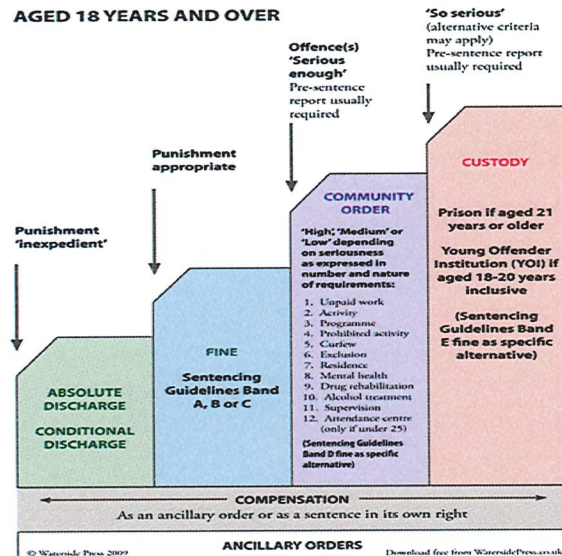 AGED 18 YEARS AND OVER
Punishment
'inexpedient'
Punishment
appropriate
Offence(s)
'Serious
enough'
Pre-sentence
report usually
required
'So serious'
(alternative criteria
may apply)
Pre-sentence report
usually required
ABSOLUTE
DISCHARGE
CONDITIONAL
DISCHARGE
FINE
Sentencing
Guidelines Band
A, B or C
COMMUNITY
ORDER
'High', 'Medium' or
'Low' depending
on seriousness
as expressed in
number and nature
of requirements:
1. Unpaid work
2. Activity
3. Programme
4. Prohibited activity
5. Curfew
6. Exclusion
7. Residence
8. Mental health
9. Drug rehabilitation
10. Alcohol treatment
11. Supervision
12. Attendance centre
(only if under 25)
(Sentencing Guidelines
Band D fine as specific
alternative)
CUSTODY
Prison if aged 21
years or older
Young Offender
Institution (YOI) if
aged 18-20 years
inclusive
(Sentencing
Guidelines Band
E fine as specific
alternative)
COMPENSATION
As an ancillary order or as a sentence in its own right
ANCILLARY ORDERS
© Waterside Press 2009
Download free from WatersidePress.co.uk